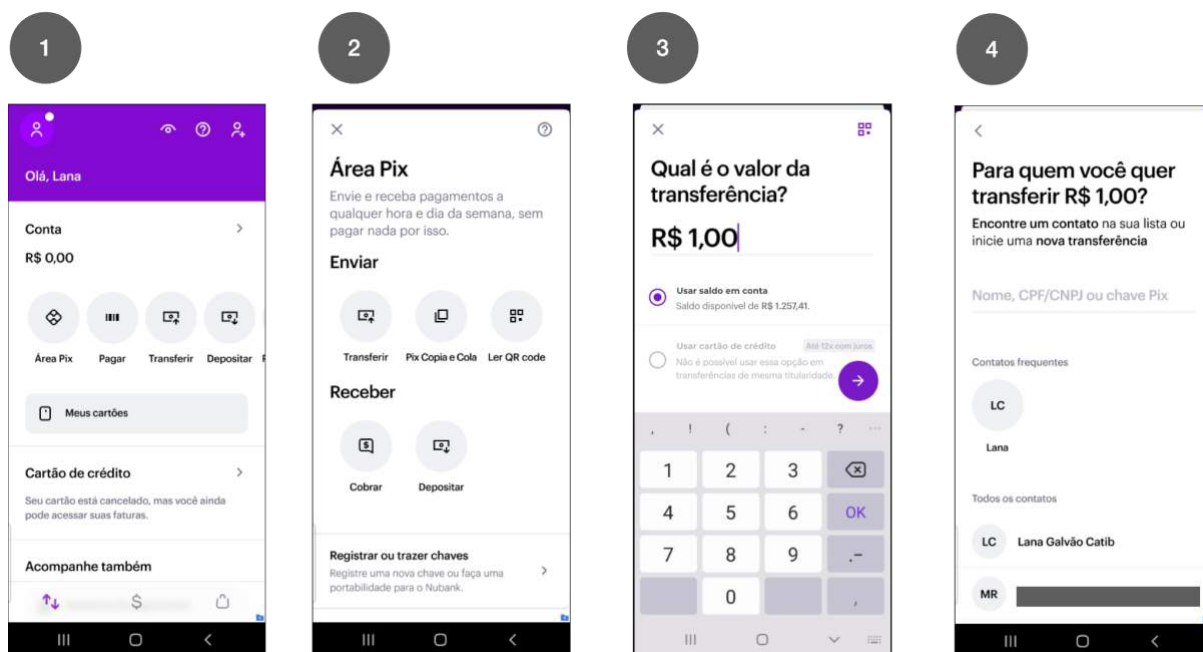 1
Olá, Lana
Conta
R$ 0,00
Área Pix
Pagar
Transferir
Depositar
Meus cartões
Cartão de crédito
Seu cartão está cancelado, mas você ainda
pode acessar suas faturas.
Acompanhe também
2
Área Pix
Envie e receba pagamentos a
qualquer hora e dia da semana, sem
pagar nada por isso.
Enviar
Transferir
Pix Copia e Cola
Ler QR code
Receber
Cobrar
Depositar
Registrar ou trazer chaves
Registre uma nova chave ou faça uma
portabilidade para o Nubank.
3
Qual é o valor da
transferência?
R$ 1,00
Usar saldo em conta
Saldo disponível de R$ 1.257,41.
Usar cartão de crédito
Até 12x com juros.
Não é possível usar essa opção em
transferências de mesma titularidade.
, ! ( : - ? ...
1 2 3
4 5 6 OK
7 8 9 .-
0 ,
4
Para quem você quer
transferir R$ 1,00?
Encontre um contato na sua lista ou
inicie uma nova transferência
Nome, CPF/CNPJ ou chave Pix
Contatos frequentes
LC
Lana
Todos os contatos
LC Lana Galvão Catib
MR